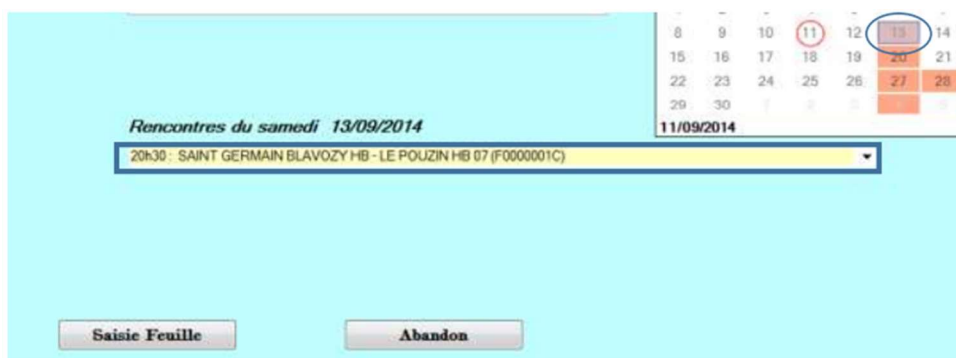 8 9 10 11 12 13 14
15 16 17 18 19 20 21
22 23 24 25 26 27 28
29 30
Rencontres du samedi 13/09/2014
11/09/2014
20h30 : SAINT GERMAIN BLAVOZY HB - LE POUZIN HB 07 (F0000001C)
Saisie Feuille
Abandon